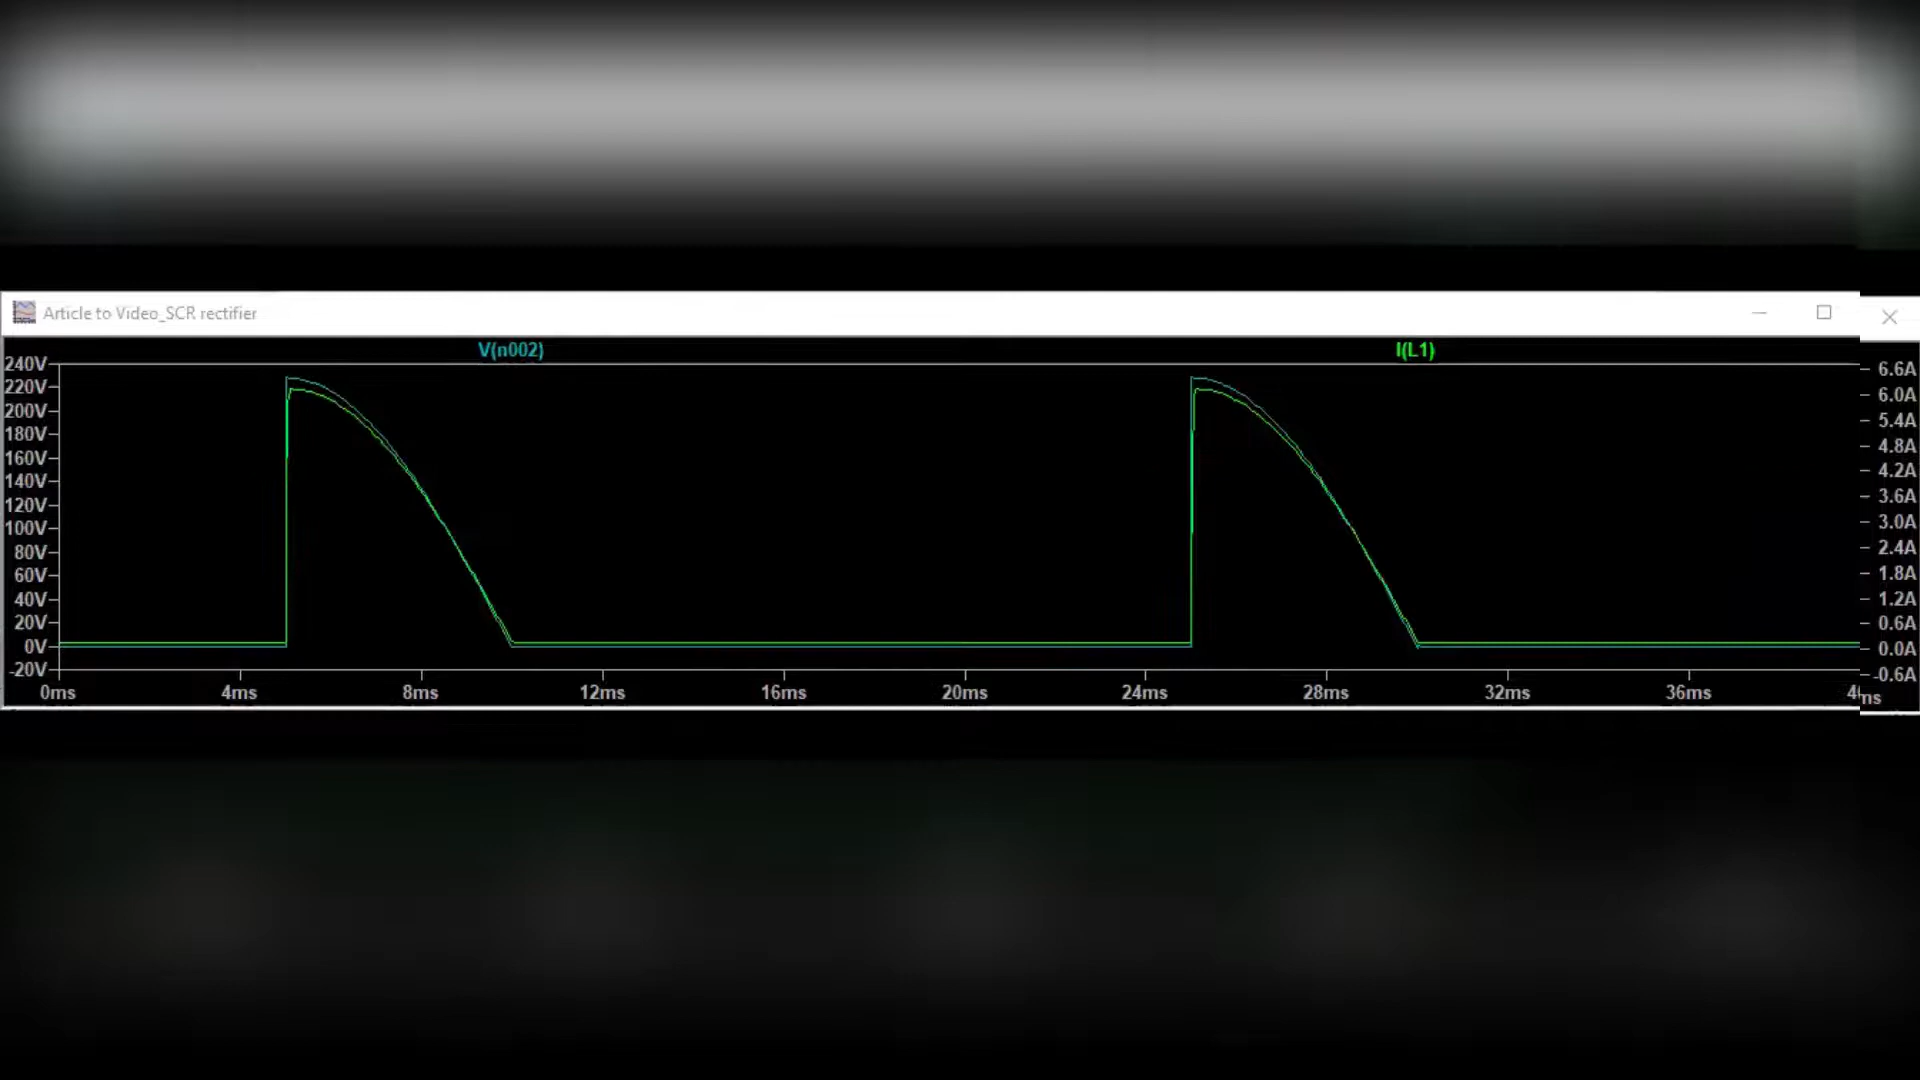 Article to Video_SCR rectifier
V(n002) I(L1)
240V
220V
200V
180V
160V
140V
120V
100V
80V
60V
40V
20V
0V
-20V
6.6A
6.0A
5.4A
4.8A
4.2A
3.6A
3.0A
2.4A
1.8A
1.2A
0.6A
0.0A
-0.6A
0ms 4ms 8ms 12ms 16ms 20ms 24ms 28ms 32ms 36ms